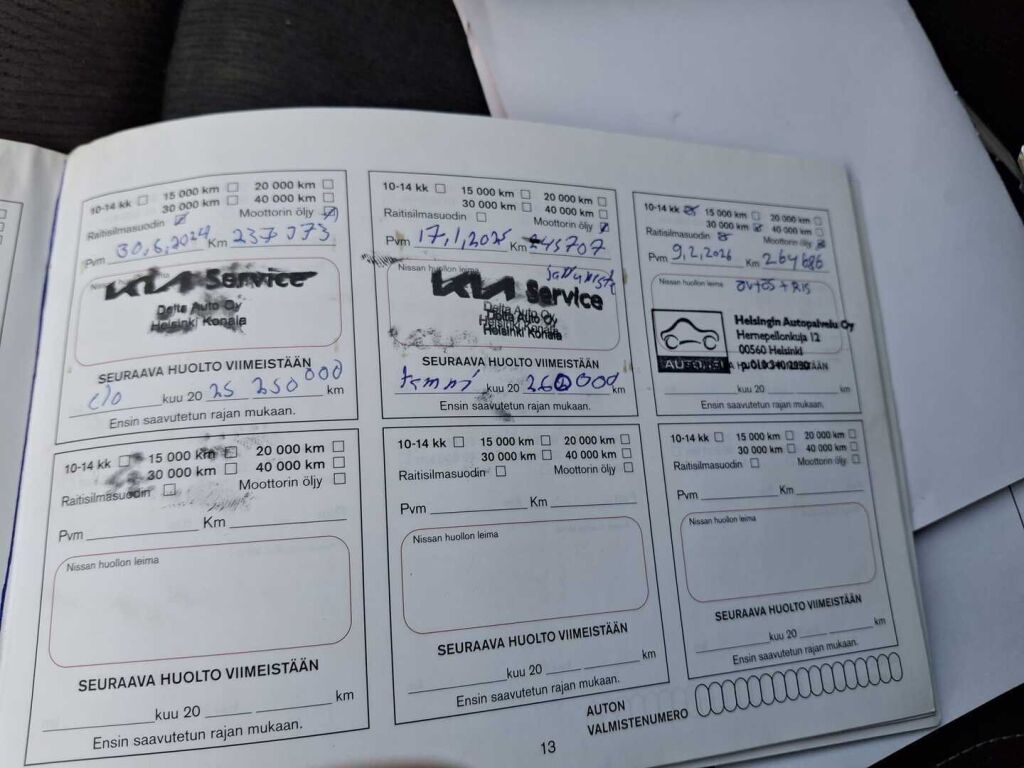 10-14 kk 15 000 km 20 000 km
30 000 km 40 000 km
Raitisilmasuodin Moottorin öljy
Pvm 30,6,2024 Km 237 373
KIA Service
Delta Auto Oy
Helsinki Konala
SEURAAVA HUOLTO VIIMEISTÄÄN
kuu 20 25 250 000 km
Ensin saavutetun rajan mukaan.
10-14 kk 15 000 km 20 000 km
30 000 km 40 000 km
Raitisilmasuodin Moottorin öljy
Pvm 17,1,2025 Km 245707
Nissan huollon leima
KIA Service
Delta Auto Oy
Helsinki Konala
SEURAAVA HUOLTO VIIMEISTÄÄN
tammi kuu 20 26 260 000 km
Ensin saavutetun rajan mukaan.
10-14 kk 15 000 km 20 000 km
30 000 km 40 000 km
Raitisilmasuodin Moottorin öljy
Pvm 9,2,2026 Km 264686
Nissan huollon leima
Helsingin Autopalvelu Oy
Hernepellonkuja 12
00560 Helsinki
kuu 20 km
Ensin saavutetun rajan mukaan.
10-14 kk 15 000 km 20 000 km
30 000 km 40 000 km
Raitisilmasuodin Moottorin öljy
Pvm Km
Nissan huollon leima
SEURAAVA HUOLTO VIIMEISTÄÄN
kuu 20 km
Ensin saavutetun rajan mukaan.
10-14 kk 15 000 km 20 000 km
30 000 km 40 000 km
Raitisilmasuodin Moottorin öljy
Pvm Km
Nissan huollon leima
SEURAAVA HUOLTO VIIMEISTÄÄN
kuu 20 km
Ensin saavutetun rajan mukaan.
10-14 kk 15 000 km 20 000 km
30 000 km 40 000 km
Raitisilmasuodin Moottorin öljy
Pvm Km
Nissan huollon leima
SEURAAVA HUOLTO VIIMEISTÄÄN
kuu 20 km
Ensin saavutetun rajan mukaan.
AUTON
VALMISTENUMERO
13